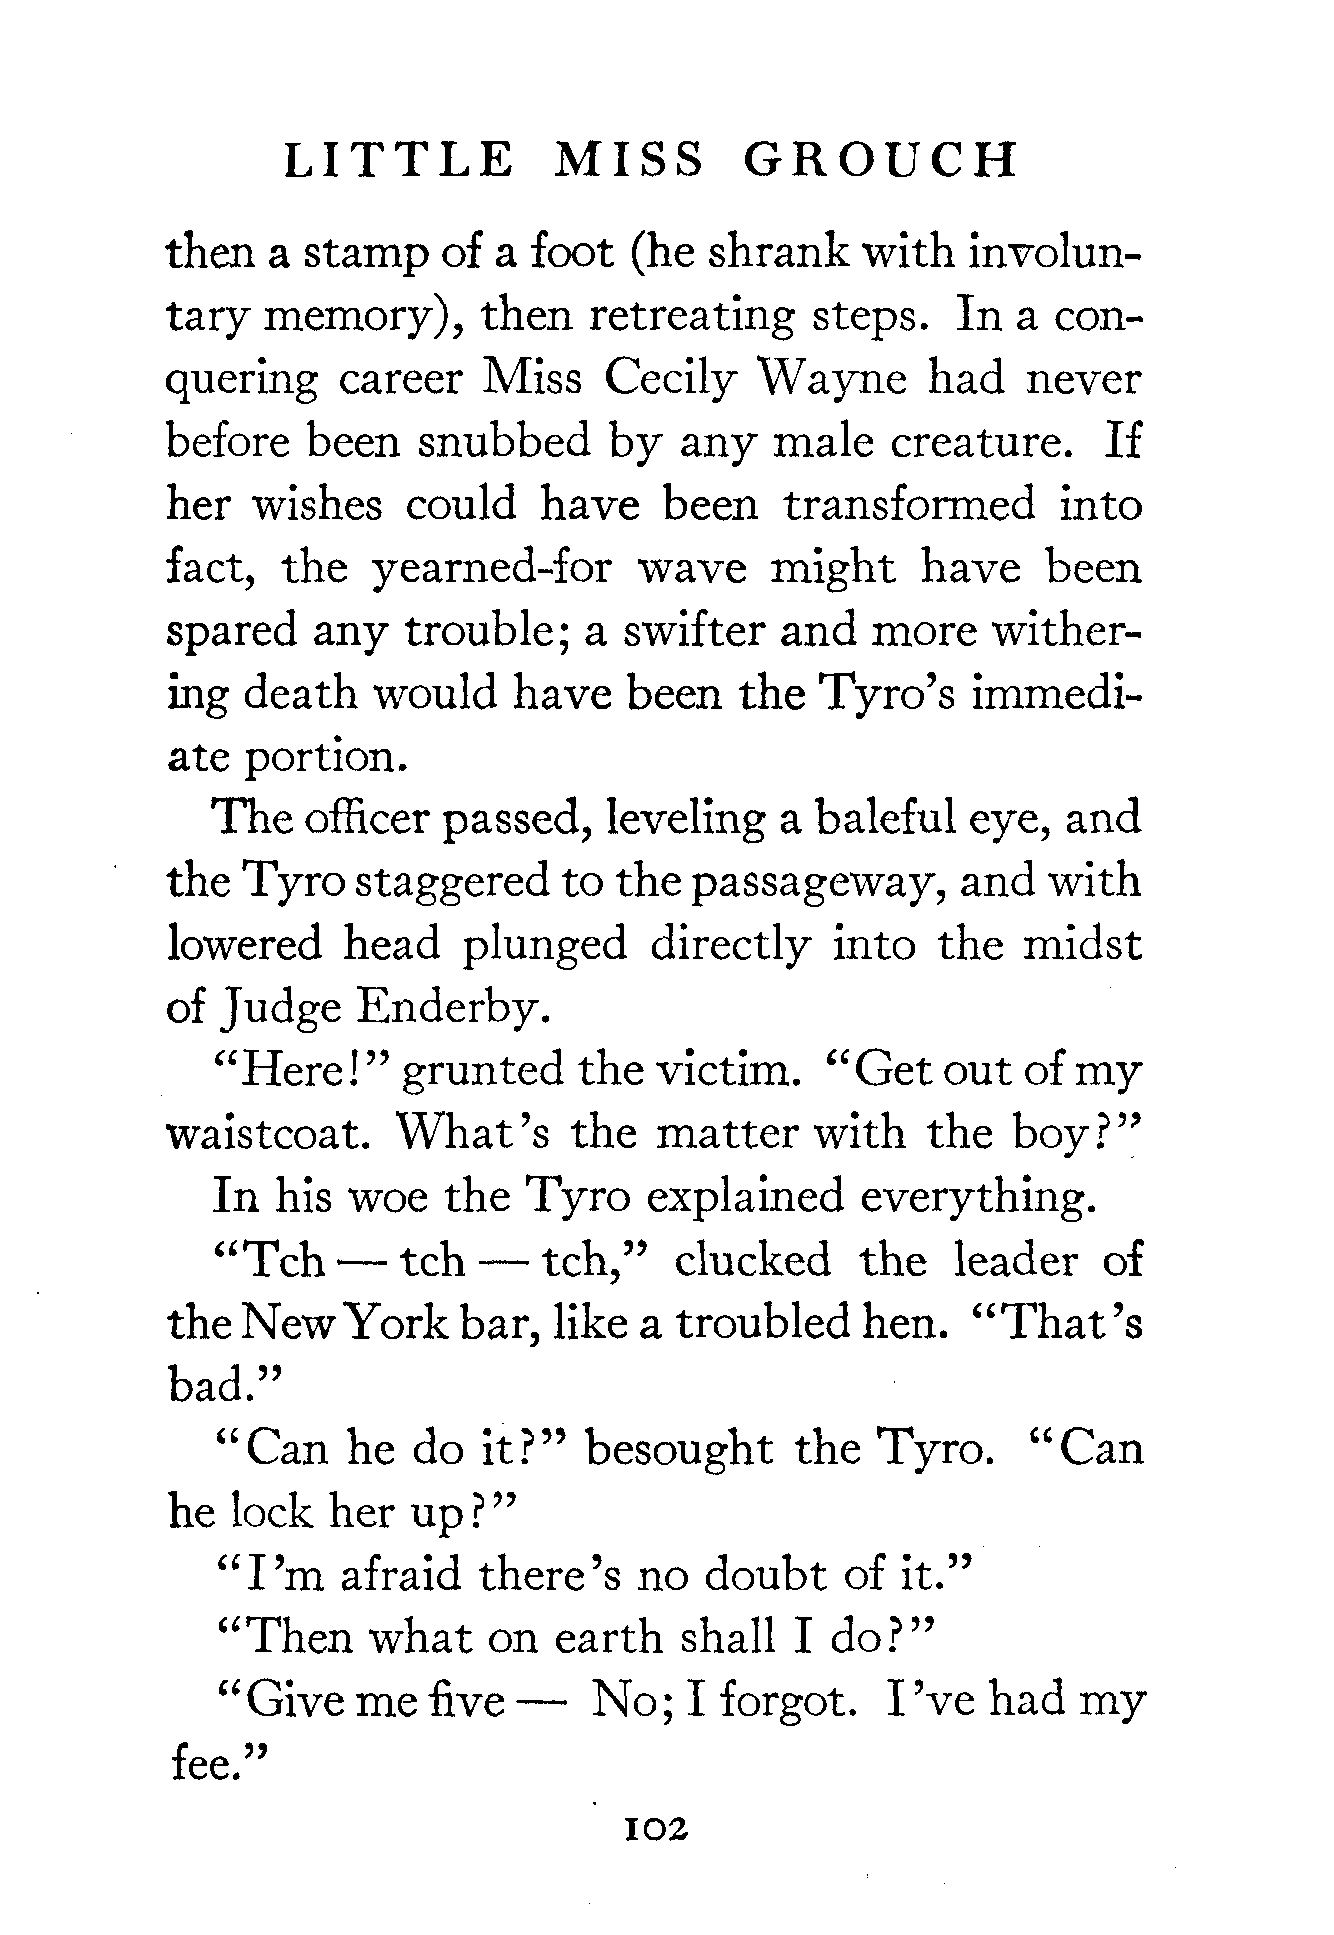 LITTLE MISS GROUCH
then a stamp of a foot (he shrank with involun-
tary memory), then retreating steps. In a con-
quering career Miss Cecily Wayne had never
before been snubbed by any male creature. If
her wishes could have been transformed into
fact, the yearned-for wave might have been
spared any trouble; a swifter and more wither-
ing death would have been the Tyro's immedi-
ate portion.
The officer passed, leveling a baleful eye, and
the Tyro staggered to the passageway, and with
lowered head plunged directly into the midst
of Judge Enderby.
“Here!” grunted the victim. “Get out of my
waistcoat. What's the matter with the boy?”
In his woe the Tyro explained everything.
“Tch — tch — tch,” clucked the leader of
the New York bar, like a troubled hen. “That's
bad.”
“Can he do it?” besought the Tyro. “Can
he lock her up?”
“I'm afraid there's no doubt of it.”
“Then what on earth shall I do?”
“Give me five — No; I forgot. I've had my
fee.”
102